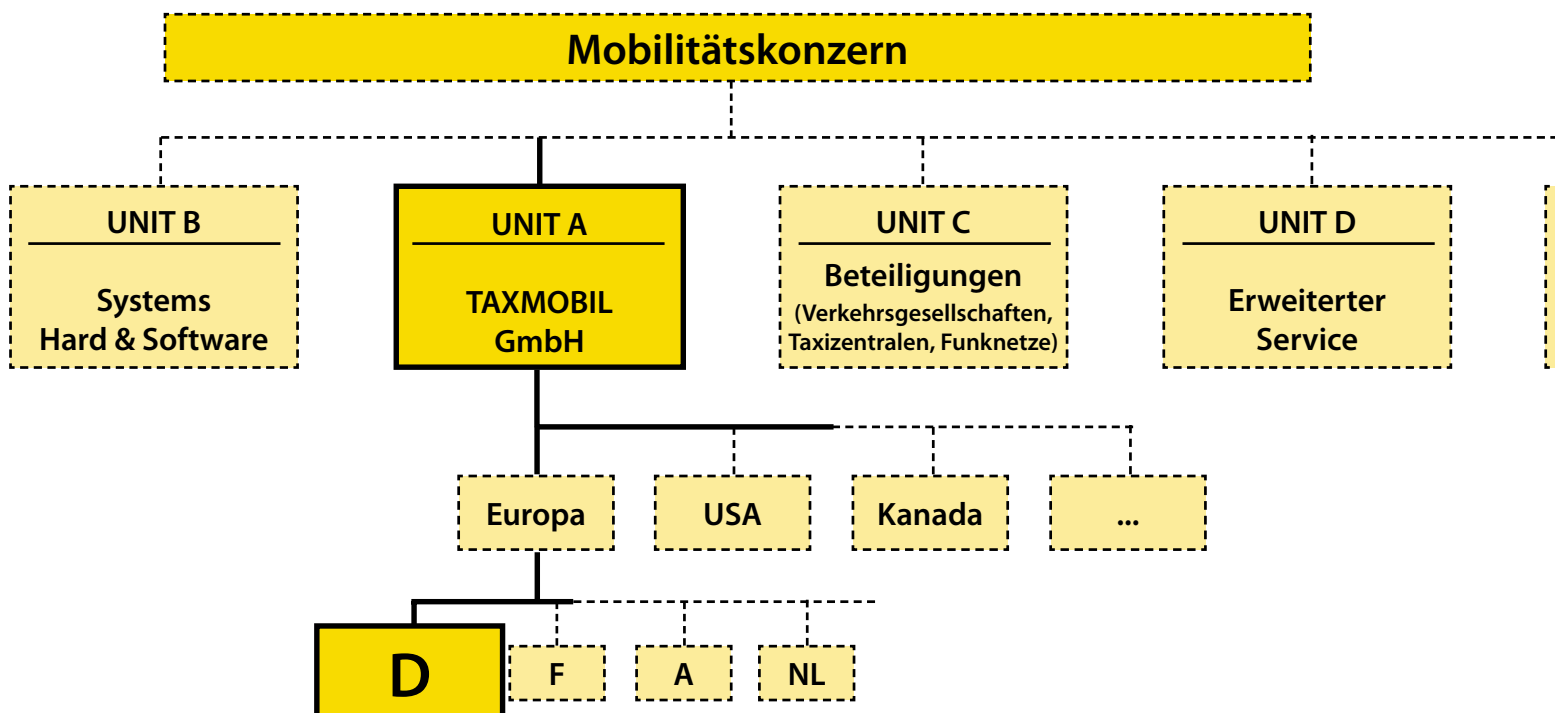 Mobilitätskonzern
UNIT B
Systems
Hard & Software
UNIT A
TAXMOBIL
GmbH
UNIT C
Beteiligungen
(Verkehrsgesellschaften,
Taxizentralen, Funknetze)
UNIT D
Erweiterter
Service
Europa
USA
Kanada
...
D
F
A
NL